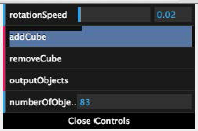 rotationSpeed 0.02
addCube
removeCube
outputObjects
numberOfObje.. 83
Close Controls